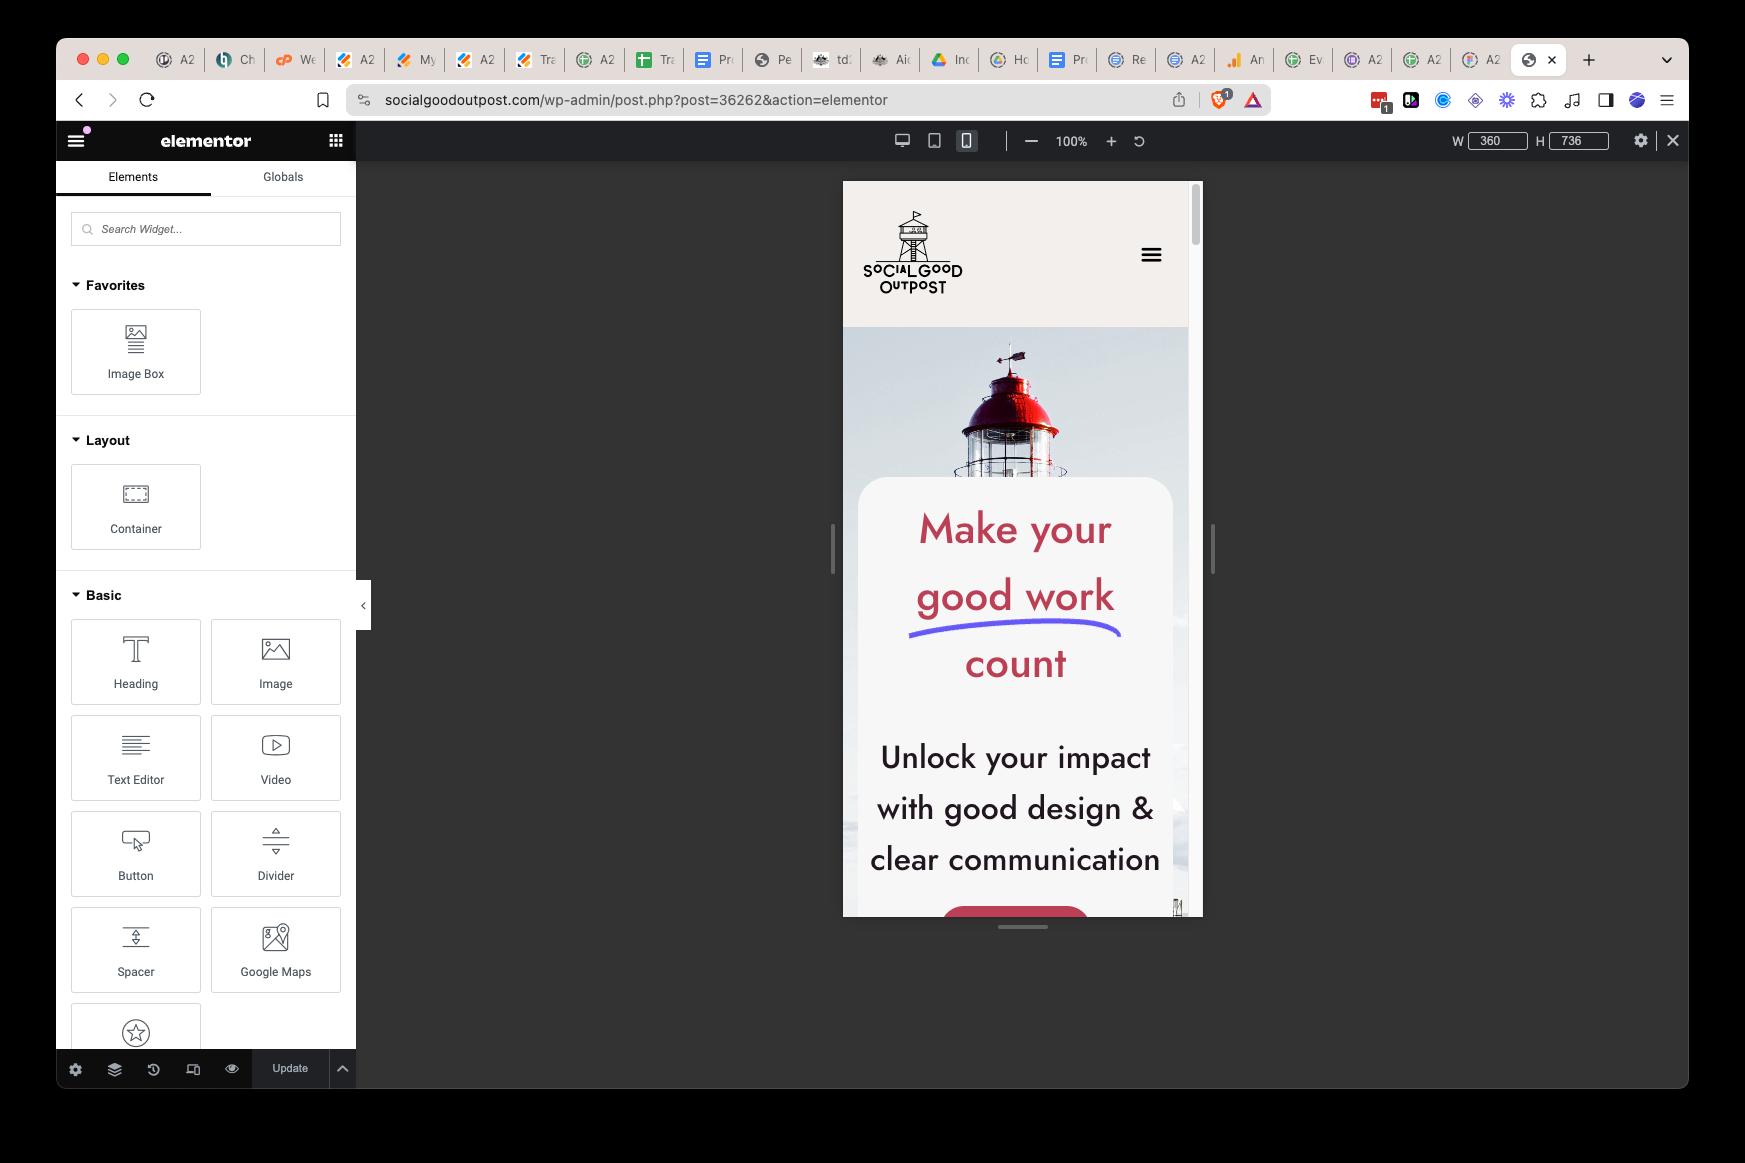 A2
Ch
We
A2
My
A2
Tra
A2
Tra
Pro
Pe
td:
Aic
Inc
Ho
Pro
Re
A2
An
Ev
A2
A2
A2
socialgoodoutpost.com/wp-admin/post.php?post=36262&action=elementor
1
1
elementor
100%
W 360 H 736
Elements Globals
Search Widget...
Favorites
Image Box
Layout
Container
Basic
Heading Image
Text Editor Video
Button Divider
Spacer Google Maps
Update
SOCIALGOOD
OUTPOST
Make your
good work
count
Unlock your impact
with good design &
clear communication